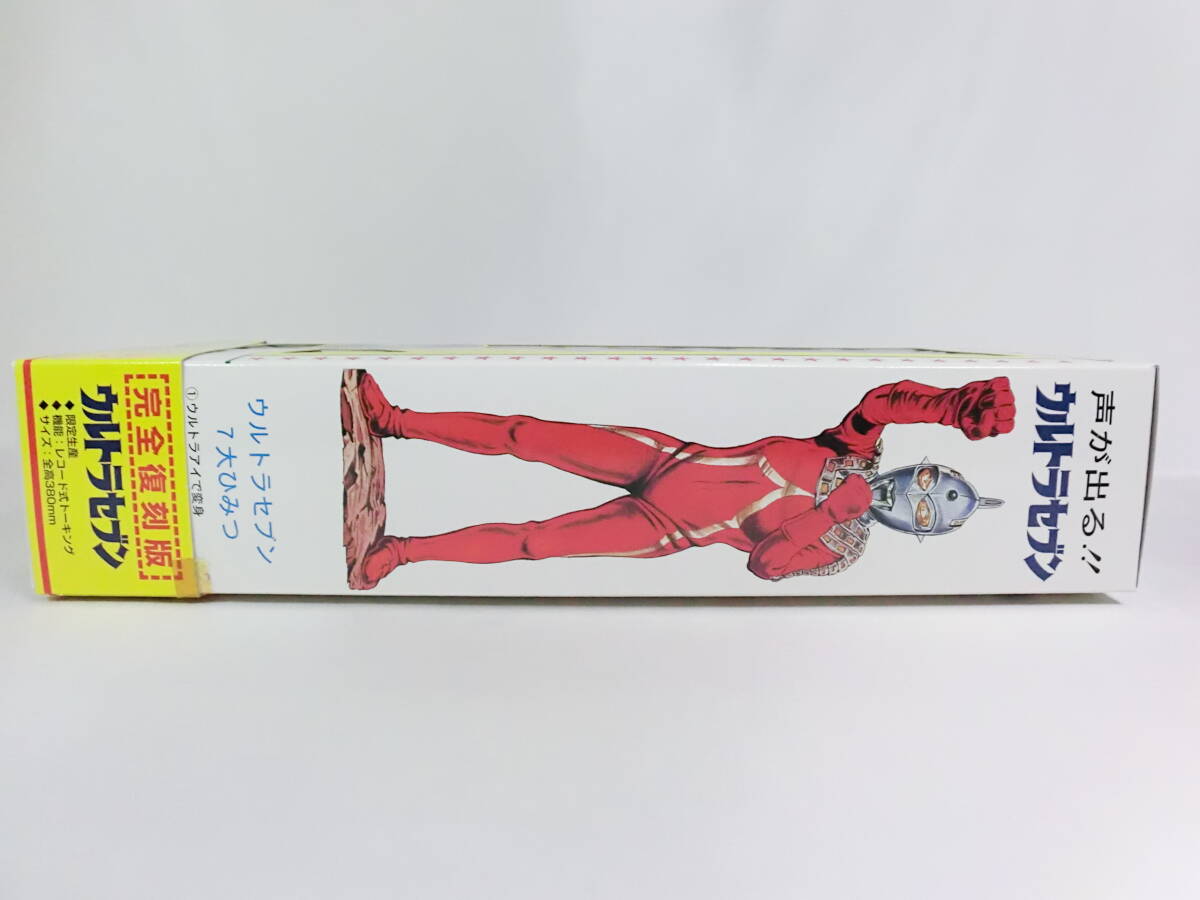 声が出る!!
ウルトラセブン
ウルトラセブン
7大ひみつ
①ウルトラアイで変身
完全復刻版
ウルトラセブン
◆限定生産
◆機能:レコード式トーキング
◆サイズ:全高380mm